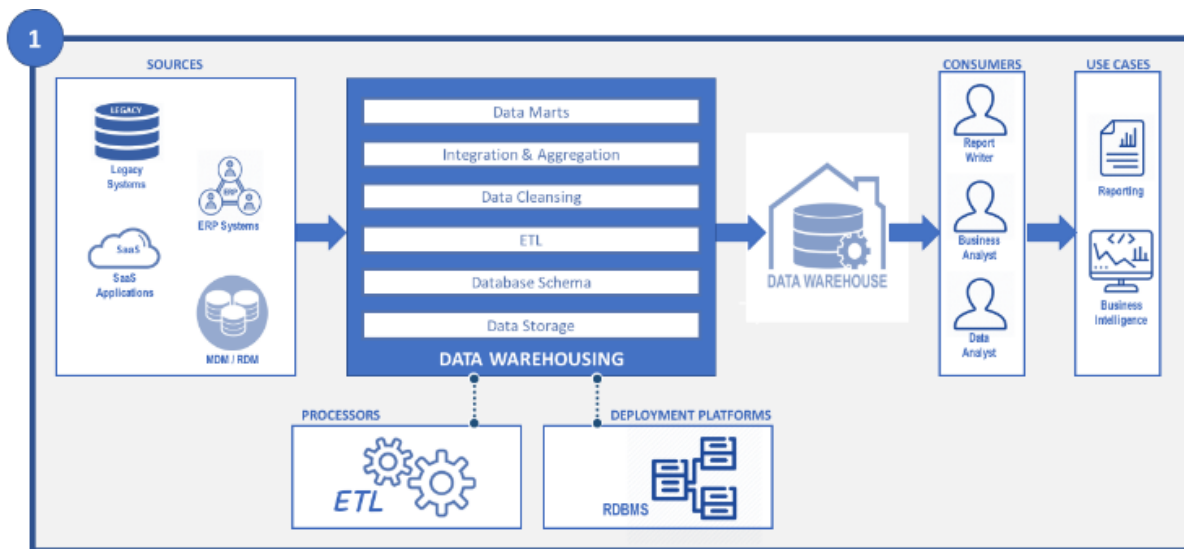 1
SOURCES
LEGACY
Legacy
Systems
ERP
ERP Systems
SaaS
SaaS
Applications
MDM / RDM
Data Marts
Integration & Aggregation
Data Cleansing
ETL
Database Schema
Data Storage
DATA WAREHOUSING
DATA WAREHOUSE
CONSUMERS
Report
Writer
Business
Analyst
Data
Analyst
USE CASES
Reporting
</>
Business
Intelligence
PROCESSORS
ETL
DEPLOYMENT PLATFORMS
RDBMS